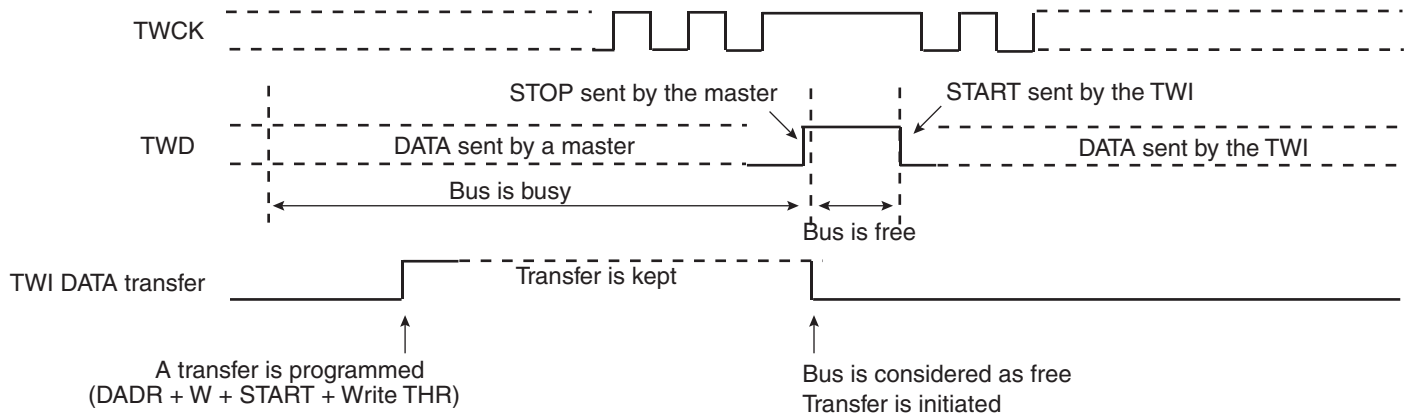 TWCK
STOP sent by the master
START sent by the TWI
TWD
DATA sent by a master
DATA sent by the TWI
Bus is busy
Bus is free
TWI DATA transfer
Transfer is kept
A transfer is programmed
(DADR + W + START + Write THR)
Bus is considered as free
Transfer is initiated